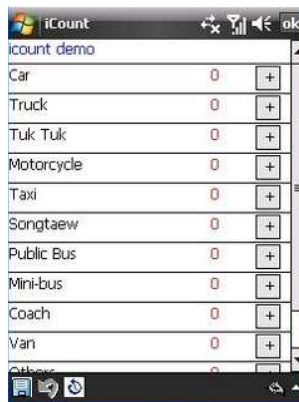 iCount
ok
icount demo
Car 0 +
Truck 0 +
Tuk Tuk 0 +
Motorcycle 0 +
Taxi 0 +
Songtaew 0 +
Public Bus 0 +
Mini-bus 0 +
Coach 0 +
Van 0 +
Others